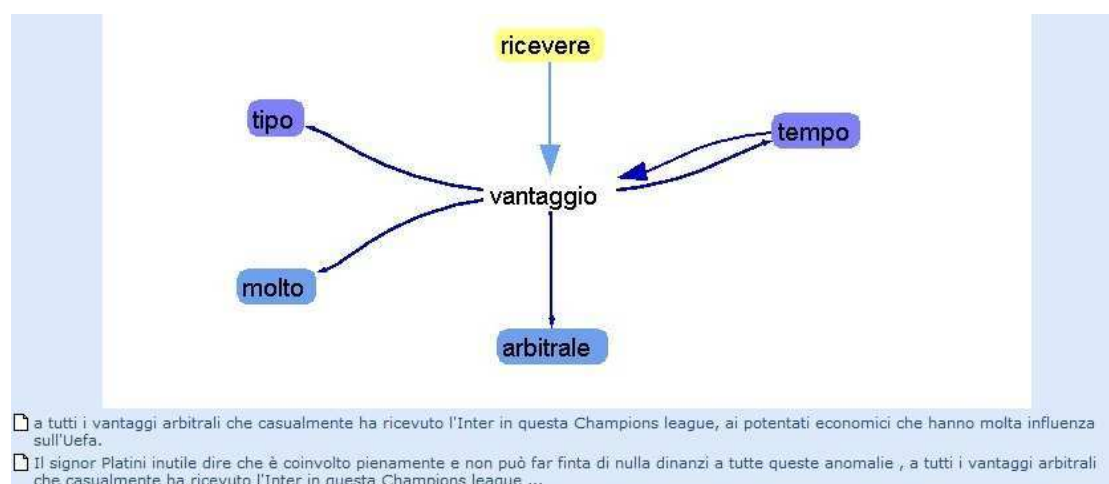 ricevere
tipo
tempo
vantaggio
molto
arbitrale
a tutti i vantaggi arbitrali che casualmente ha ricevuto l'Inter in questa Champions league, ai potentati economici che hanno molta influenza
sull'Uefa.
Il signor Platini inutile dire che è coinvolto pienamente e non può far finta di nulla dinanzi a tutte queste anomalie , a tutti i vantaggi arbitrali
che casualmente ha ricevuto l'Inter in questa Champions league ...